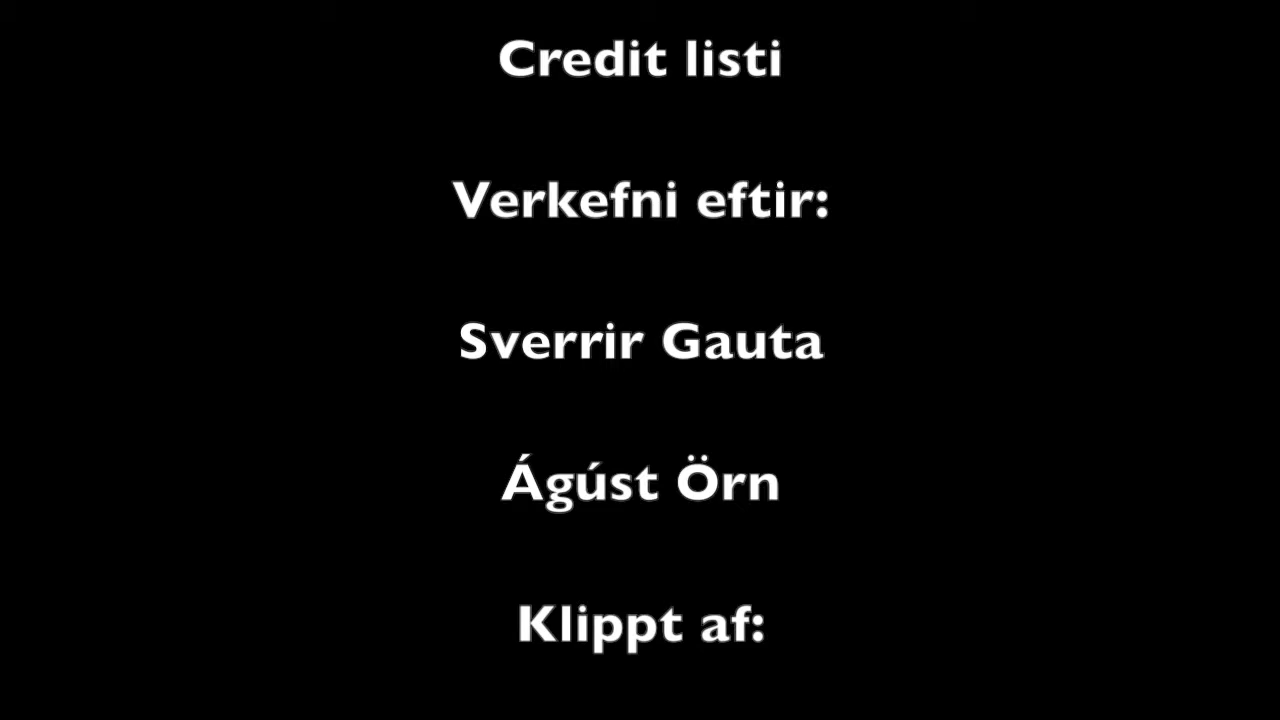 Credit listi
Verkefni eftir:
Sverrir Gauta
Ágúst Örn
Klippt af: